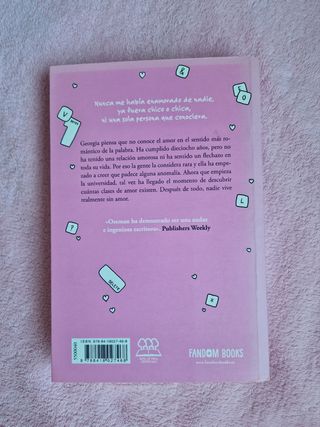 &
V
L
O
Nunca me había enamorado de nadie,
ya fuera chico o chica,
ni una sola persona que conociera.
Georgia piensa que no conoce el amor en el sentido más ro-
mántico de la palabra. Ha cumplido dieciocho años, pero no
ha tenido una relación amorosa ni ha sentido un flechazo en
toda su vida. Por eso la gente la considera rara y ella ha empe-
zado a creer que padece alguna anomalía. Ahora que empieza
la universidad, tal vez ha llegado el momento de descubrir
cuántas clases de amor existen. Después de todo, nadie vive
realmente sin amor.
?
L
«Oseman ha demostrado ser una audaz
e ingeniosa escritora». Publishers Weekly
DELETE
X
FANDOM BOOKS